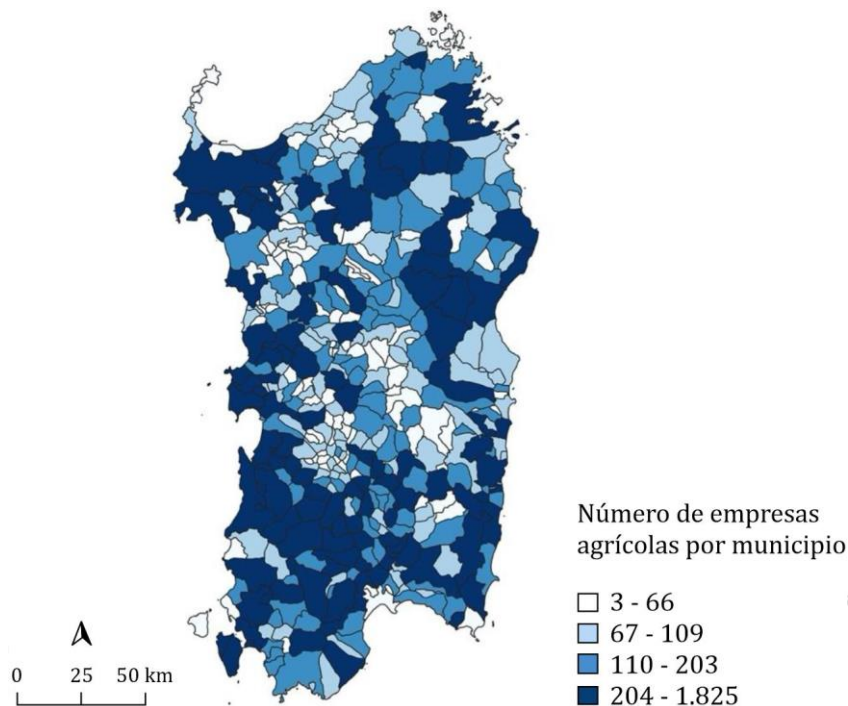 Número de empresas
agrícolas por municipio
3 - 66
67 - 109
110 - 203
204 - 1.825
0 25 50 km